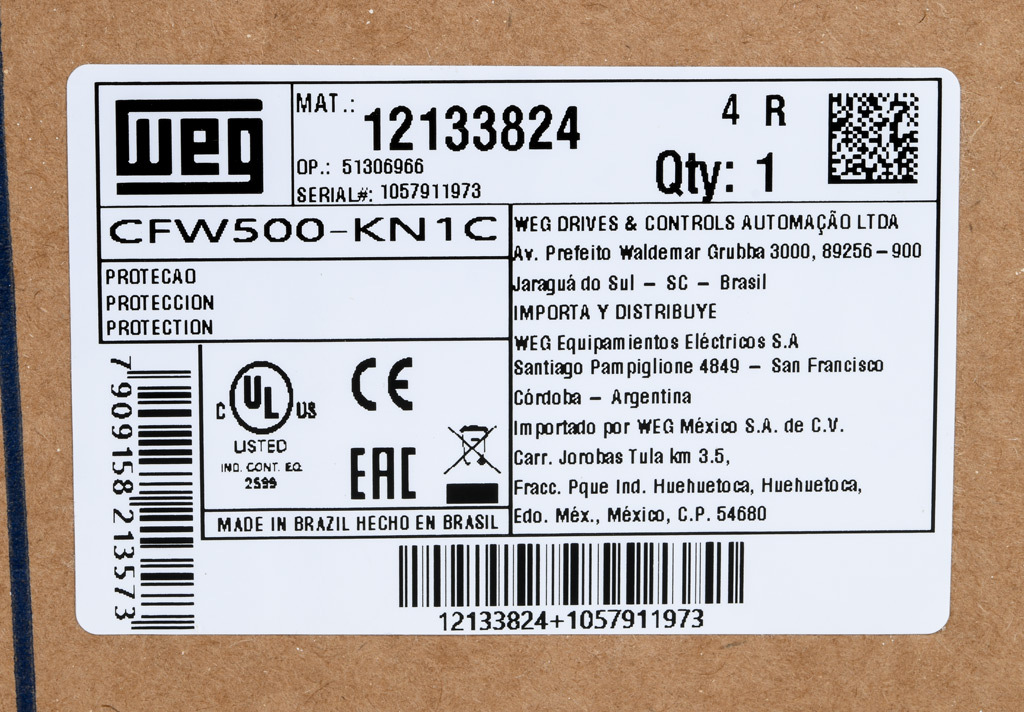 weg
MAT.: 12133824
4 R
OP.: 51306966
Qty: 1
SERIAL#: 1057911973
CFW500-KN1C
PROTECAO
PROTECCION
PROTECTION
WEG DRIVES & CONTROLS AUTOMAÇÃO LTDA
Av. Prefeito Waldemar Grubba 3000, 89256-900
Jaraguá do Sul - SC - Brasil
IMPORTA Y DISTRIBUYE
WEG Equipamientos Eléctricos S.A
Santiago Pampiglione 4849 - San Francisco
Córdoba - Argentina
Importado por WEG México S.A. de C.V.
Carr. Jorobas Tula km 3.5,
Fracc. Pque Ind. Huehuetoca, Huehuetoca,
Edo. Méx., México, C.P. 54680
7 909158 213573
C UL US
LISTED
IND. CONT. EQ.
2S99
CE
EAC
MADE IN BRAZIL HECHO EN BRASIL
12133824+1057911973